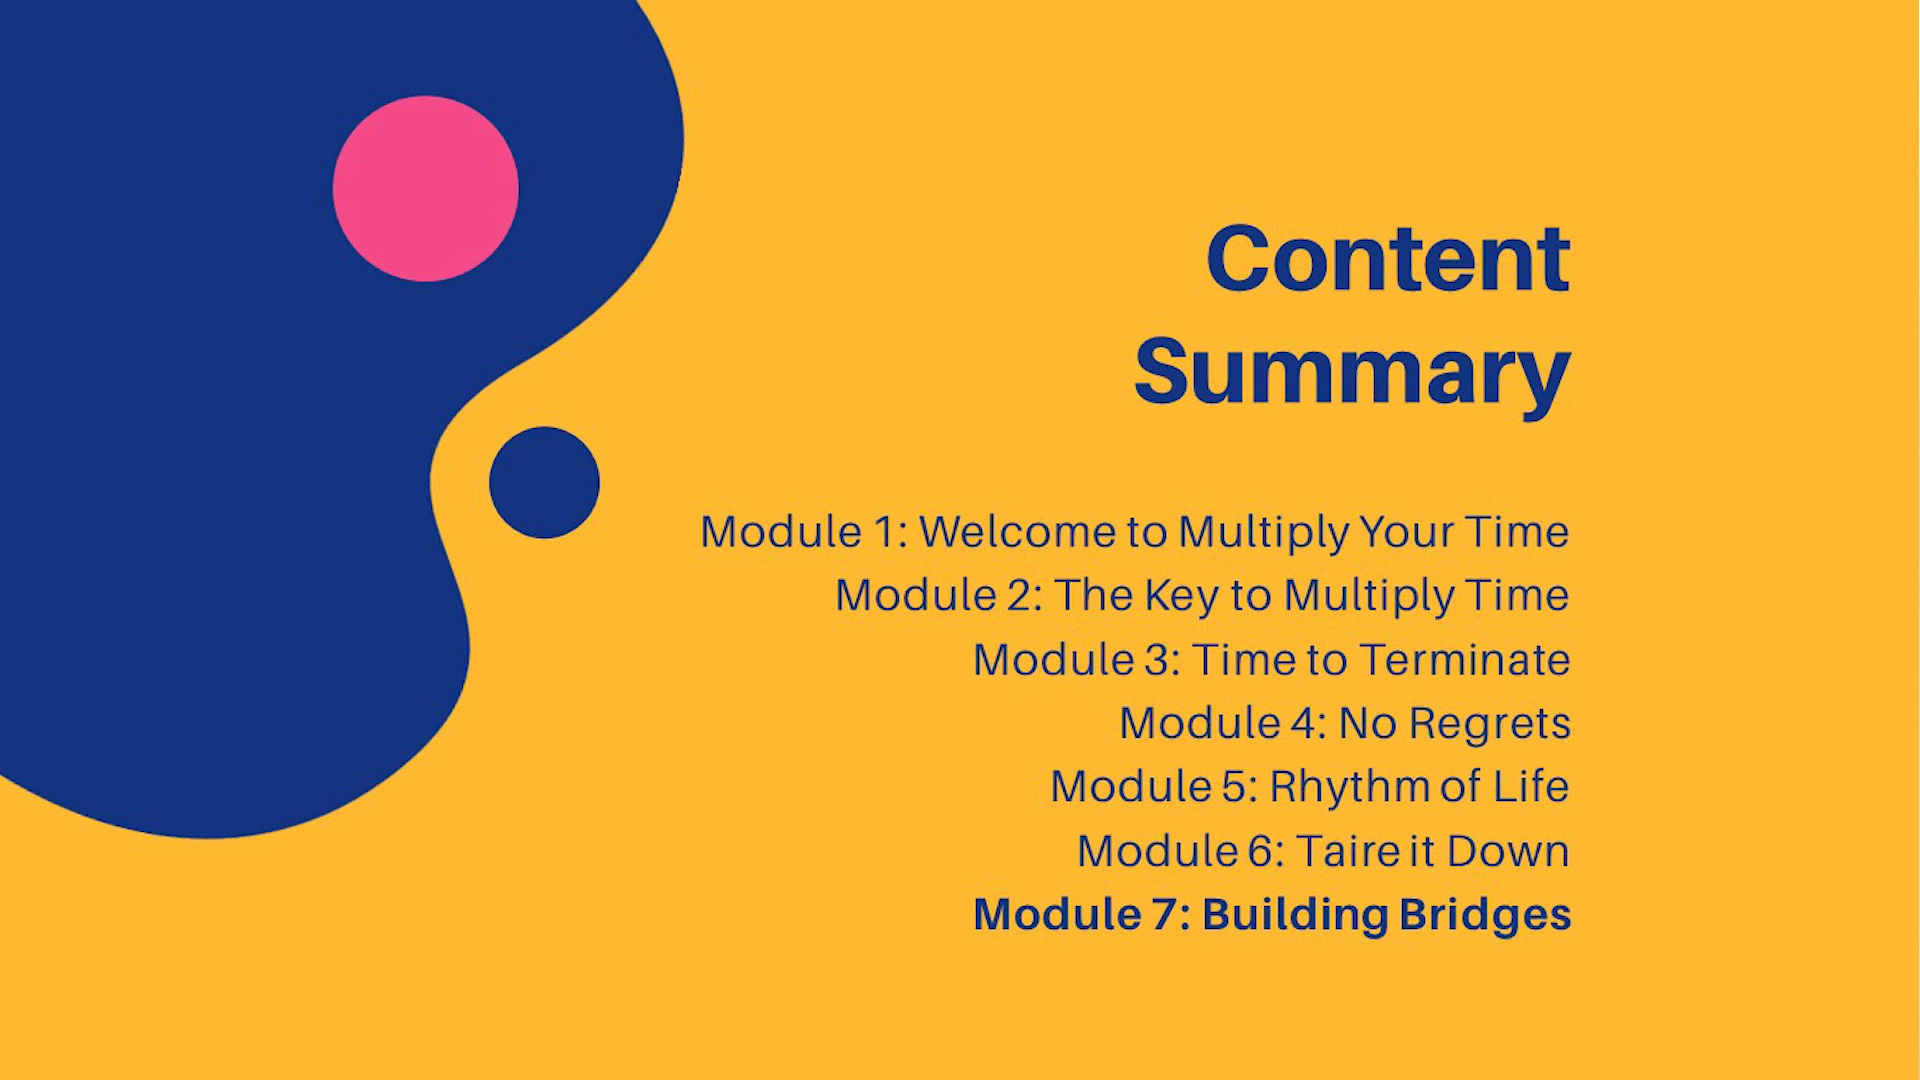 Content
Summary
Module 1: Welcome to Multiply Your Time
Module 2: The Key to Multiply Time
Module 3: Time to Terminate
Module 4: No Regrets
Module 5: Rhythm of Life
Module 6: Taire it Down
Module 7: Building Bridges